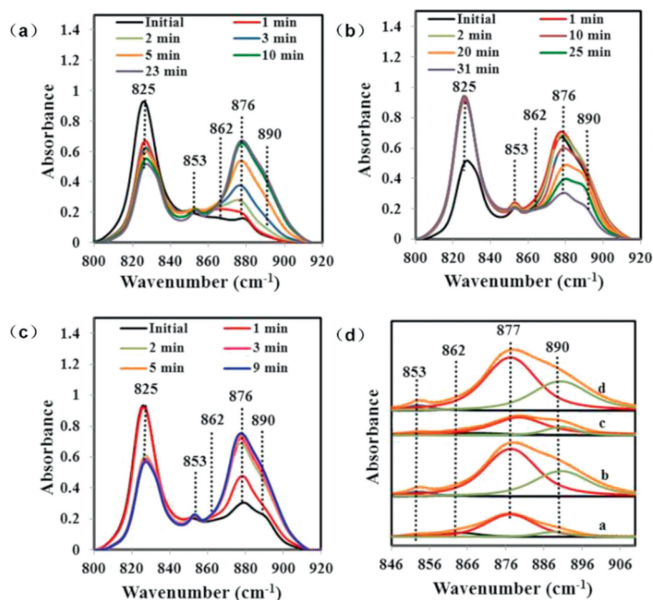 (a)
Initial 1 min
2 min 3 min
5 min 10 min
23 min
1.4
1.2
1
0.8
0.6
0.4
0.2
0
825
853
862
876
890
Absorbance
800 820 840 860 880 900 920
Wavenumber (cm-1)
(b)
Initial 1 min
2 min 10 min
20 min 25 min
31 min
1.4
1.2
1
0.8
0.6
0.4
0.2
0
825
853
862
876
890
Absorbance
800 820 840 860 880 900 920
Wavenumber (cm-1)
(c)
Initial 1 min
2 min 3 min
5 min 9 min
1.4
1.2
1
0.8
0.6
0.4
0.2
0
825
853
862
876
890
Absorbance
800 820 840 860 880 900 920
Wavenumber (cm-1)
(d)
853
862
877
890
d
c
b
a
Absorbance
846 856 866 876 886 896 906
Wavenumber (cm-1)